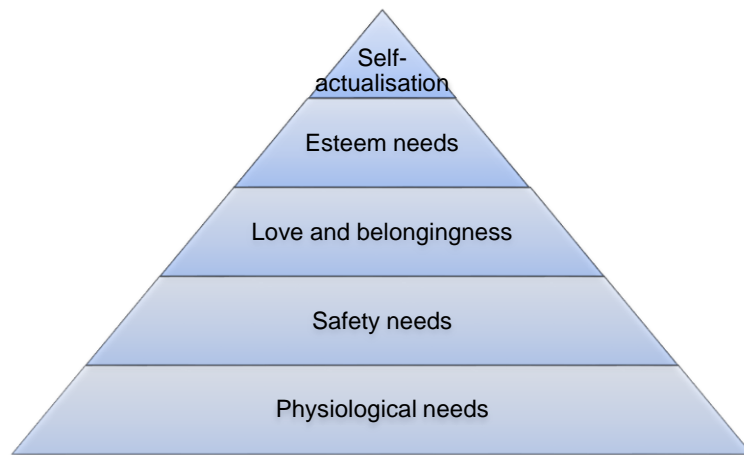 Self-
actualisation
Esteem needs
Love and belongingness
Safety needs
Physiological needs